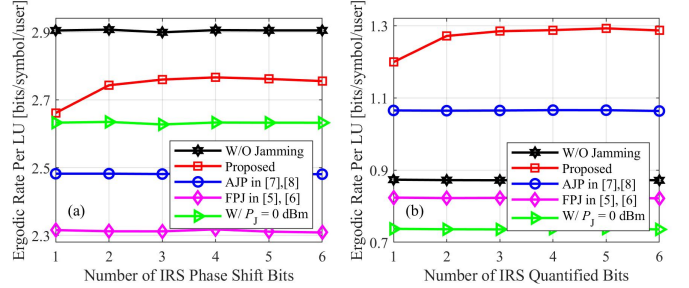 Ergodic Rate Per LU [bits/symbol/user]
2.9
2.7
2.5
2.3
(a)
W/O Jamming
Proposed
AJP in [7],[8]
FPJ in [5], [6]
W/ P_J = 0 dBm
1 2 3 4 5 6
Number of IRS Phase Shift Bits
Ergodic Rate Per LU [bits/symbol/user]
1.3
1.1
0.9
0.7
(b)
W/O Jamming
Proposed
AJP in [7],[8]
FPJ in [5], [6]
W/ P_J = 0 dBm
1 2 3 4 5 6
Number of IRS Quantified Bits